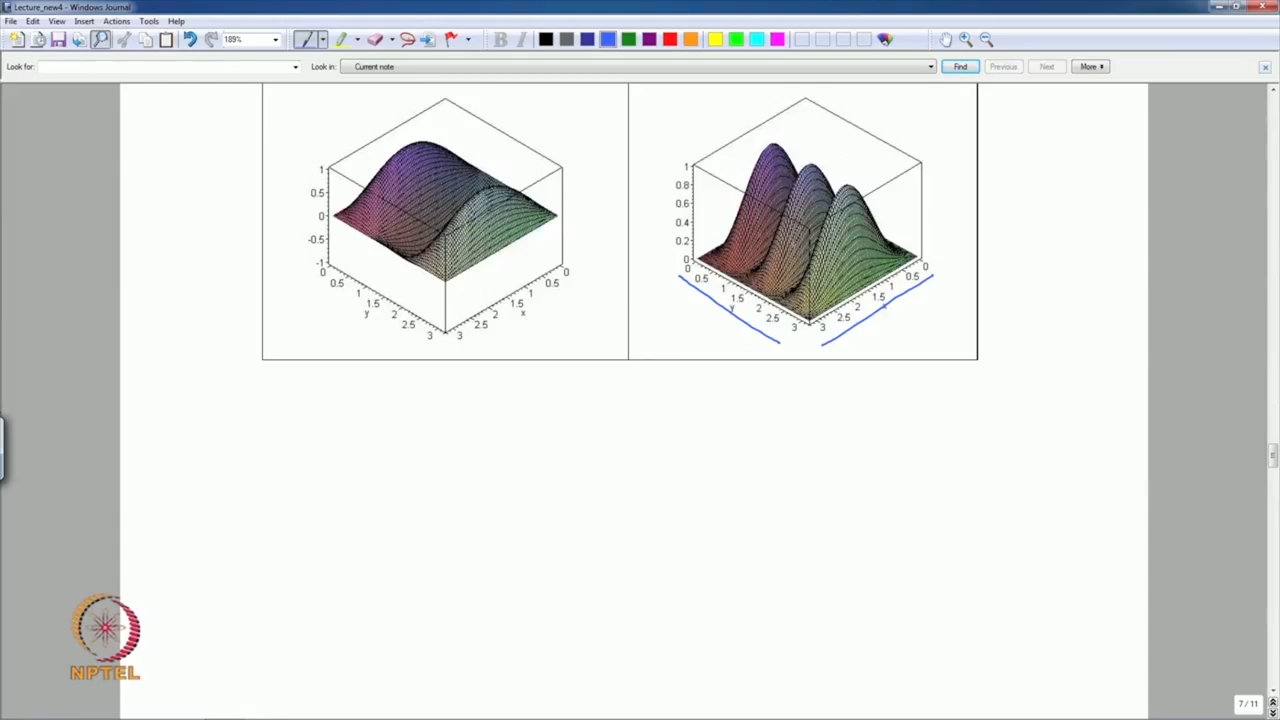 Lecture_new4 - Windows Journal
File Edit View Insert Actions Tools Help
189%
B I
Look for: Look in: Current note Find Previous Next More
1
0.5
0
-0.5
-1
0 0.5 1 1.5 2 2.5 3
y
3 2.5 2 1.5 1 0.5 0
x
1
0.8
0.6
0.4
0.2
0
0 0.5 1 1.5 2 2.5 3
y
3 2.5 2 1.5 1 0.5 0
x
NPTEL
7 / 11